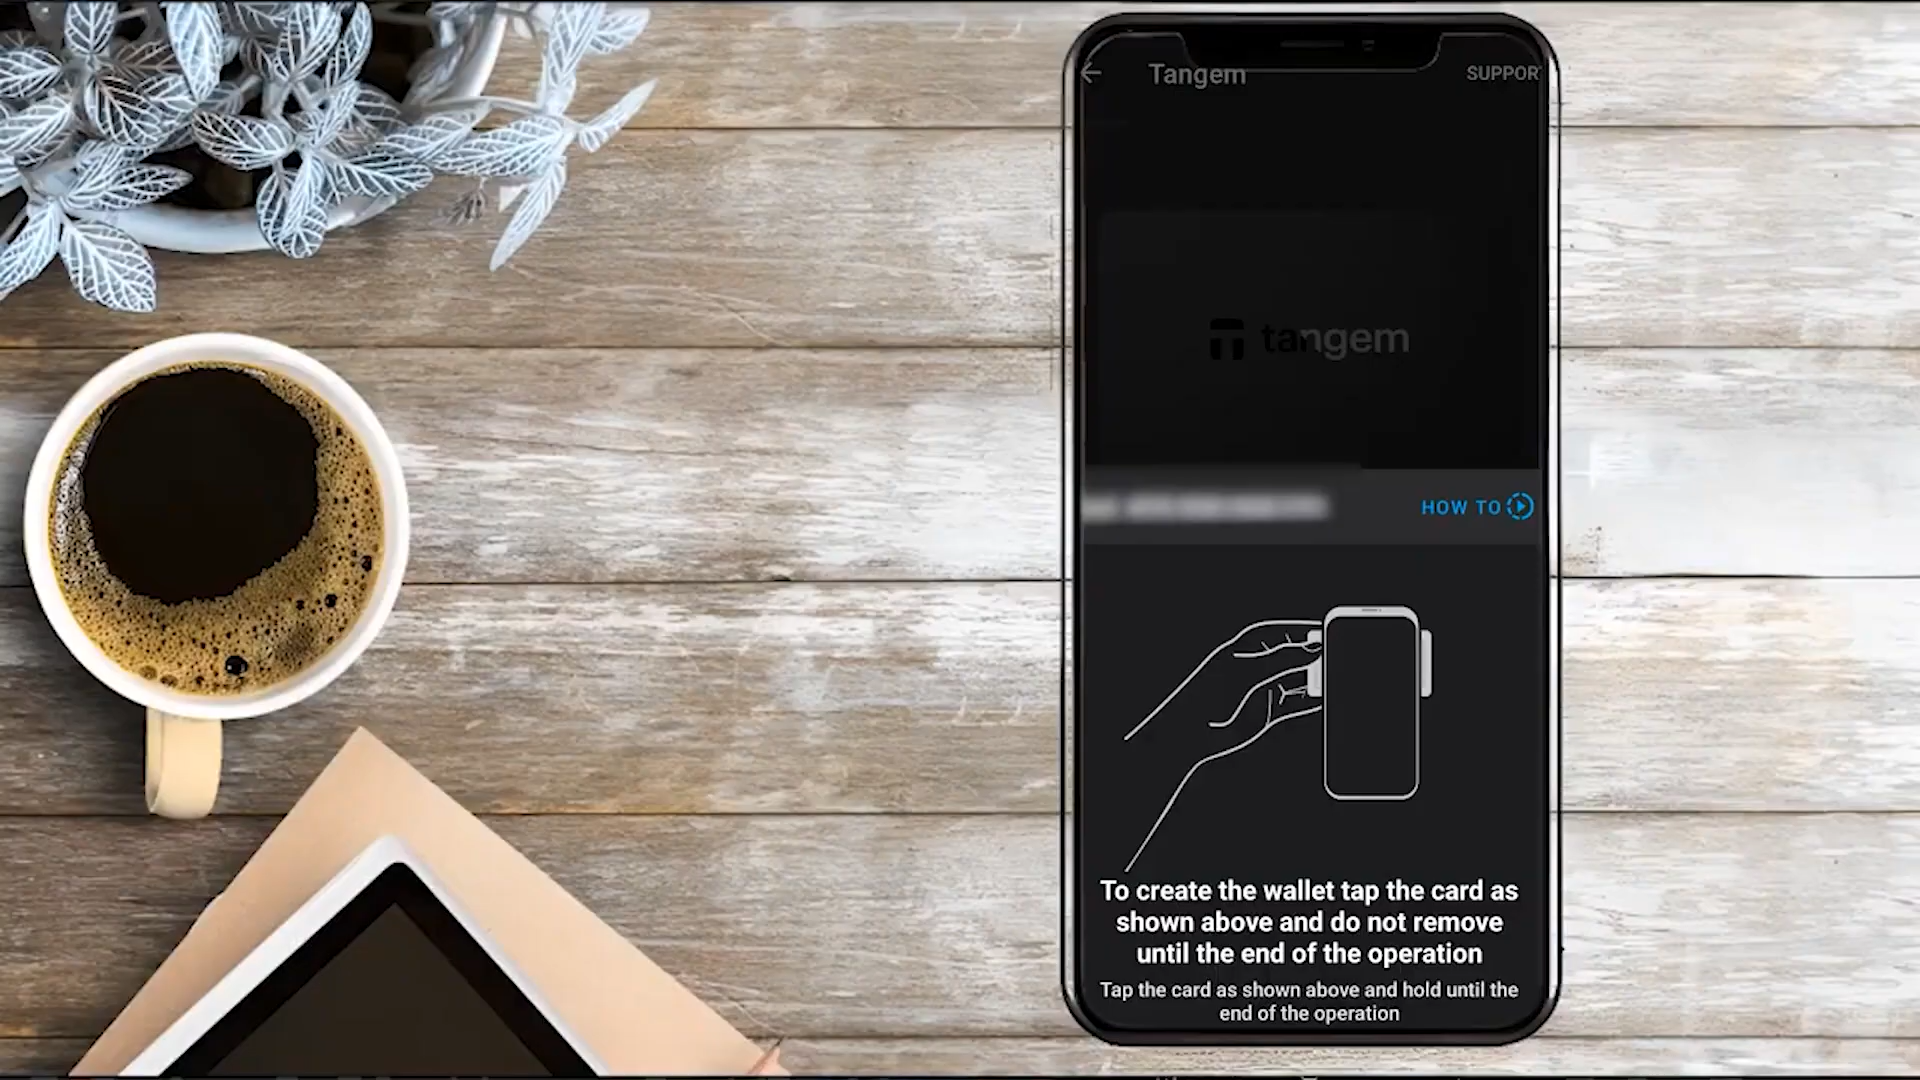 Tangem
SUPPOR
tangem
HOW TO
To create the wallet tap the card as
shown above and do not remove
until the end of the operation
Tap the card as shown above and hold until the
end of the operation